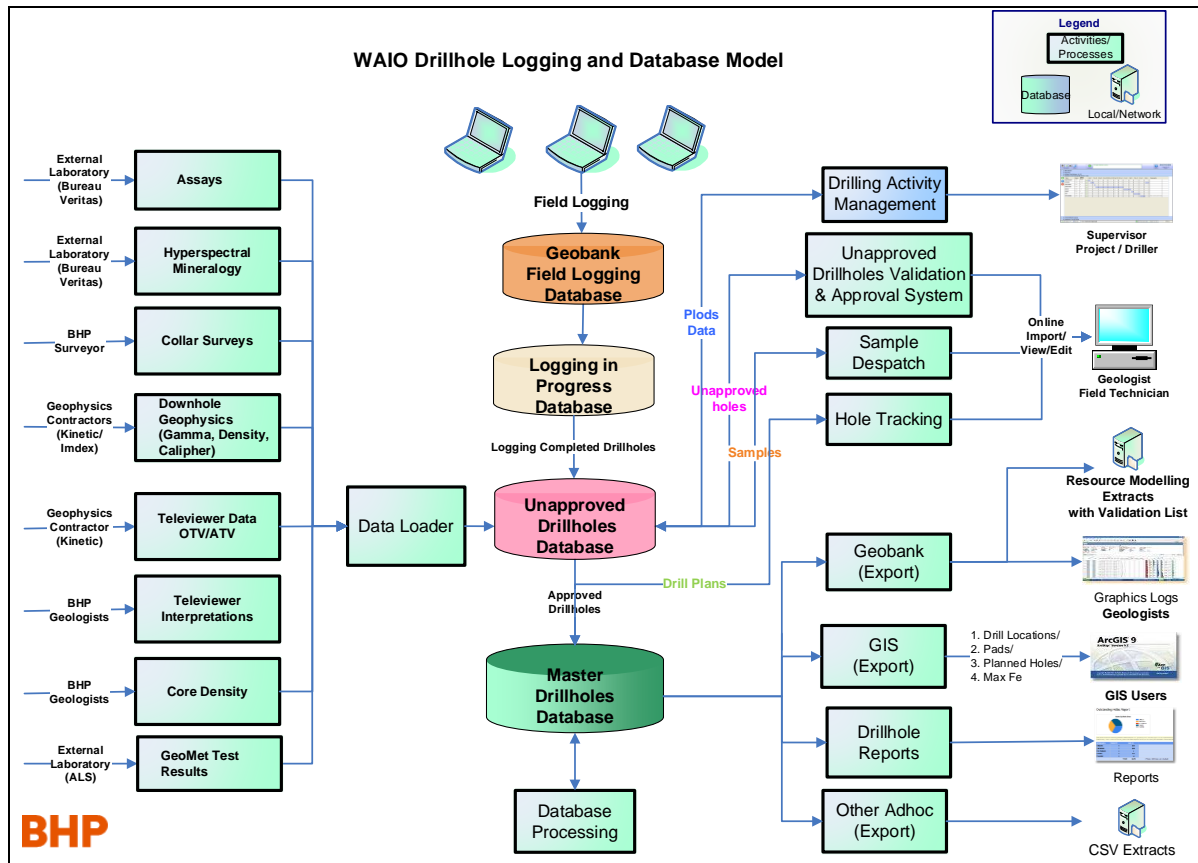 WAIO Drillhole Logging and Database Model
Legend
Activities/
Processes
Database
Local/Network
External
Laboratory
(Bureau
Veritas)
Assays
External
Laboratory
(Bureau
Veritas)
Hyperspectral
Mineralogy
BHP
Surveyor
Collar Surveys
Geophysics
Contractors
(Kinetic/
Imdex)
Downhole
Geophysics
(Gamma, Density,
Calipher)
Geophysics
Contractor
(Kinetic)
Televiewer Data
OTV/ATV
BHP
Geologists
Televiewer
Interpretations
BHP
Geologists
Core Density
External
Laboratory
(ALS)
GeoMet Test
Results
Data Loader
Field Logging
Geobank
Field Logging
Database
Logging in
Progress
Database
Logging Completed Drillholes
Unapproved
Drillholes
Database
Approved
Drillholes
Master
Drillholes
Database
Database
Processing
Plods
Data
Unapproved
holes
Samples
Drill Plans
Drilling Activity
Management
Supervisor
Project / Driller
Unapproved
Drillholes Validation
& Approval System
Sample
Despatch
Hole Tracking
Online
Import/
View/Edit
Geologist
Field Technician
Geobank
(Export)
Resource Modelling
Extracts
with Validation List
Graphics Logs
Geologists
GIS
(Export)
1. Drill Locations/
2. Pads/
3. Planned Holes/
4. Max Fe
ArcGIS 9
GIS Users
Drillhole
Reports
Reports
Other Adhoc
(Export)
CSV Extracts
BHP